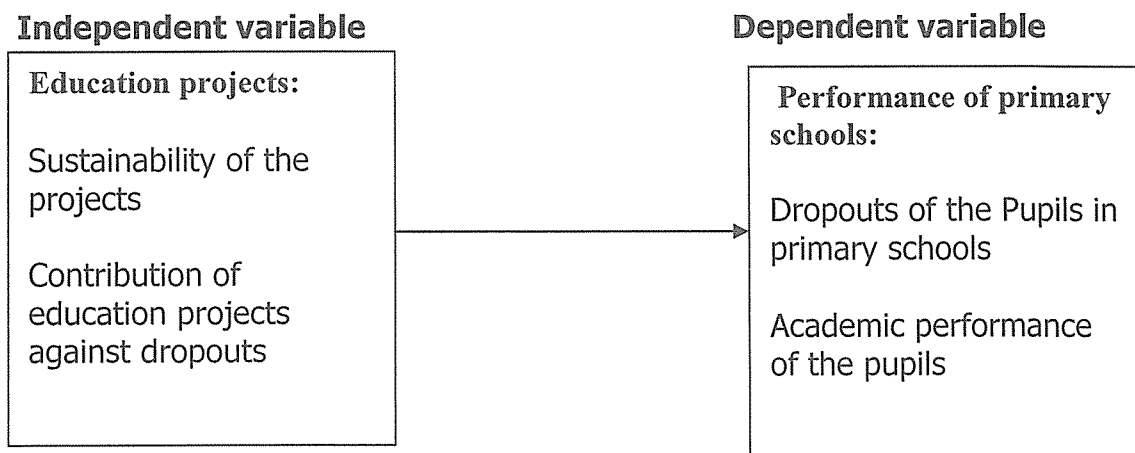 Independent variable
Education projects:
Sustainability of the
projects
Contribution of
education projects
against dropouts
Dependent variable
Performance of primary
schools:
Dropouts of the Pupils in
primary schools
Academic performance
of the pupils